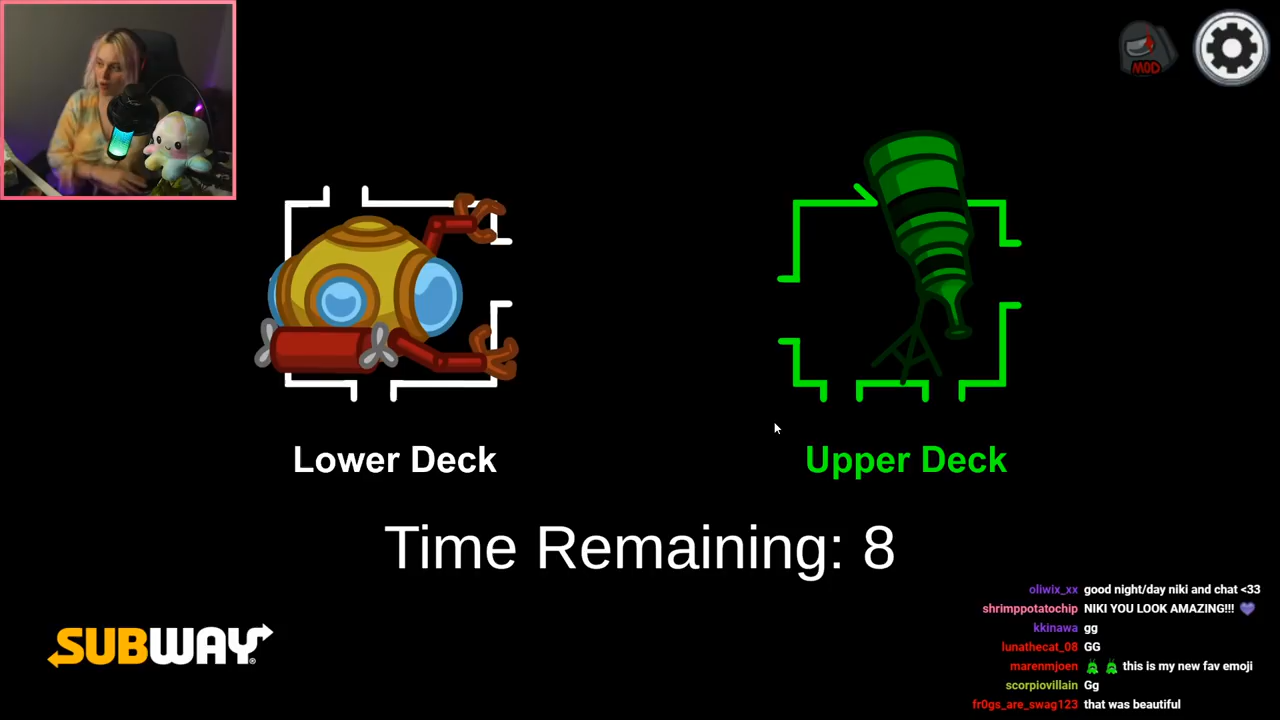 MOD
Lower Deck
Upper Deck
Time Remaining: 8
SUBWAY®
oliwix_xx good night/day niki and chat <33
shrimppotatochip NIKI YOU LOOK AMAZING!!! 💜
kkinawa gg
lunathecat_08 GG
marenmjoen this is my new fav emoji
scorpiovillain Gg
fr0gs_are_swag123 that was beautiful